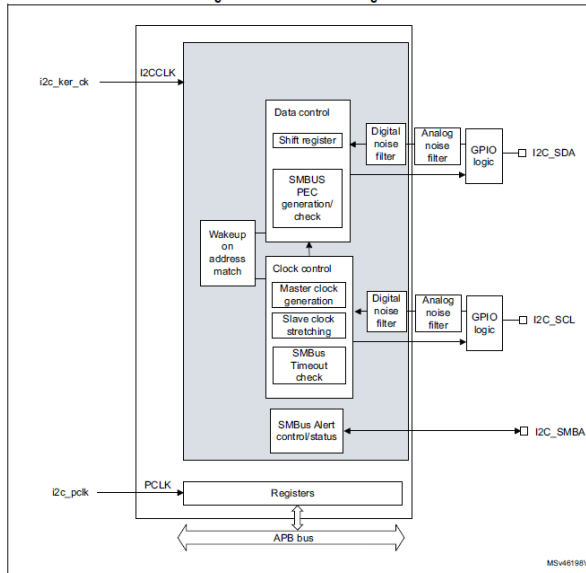 I2CCLK
i2c_ker_ck
Data control
Shift register
SMBUS
PEC
generation/
check
Digital
noise
filter
Analog
noise
filter
GPIO
logic
I2C_SDA
Wakeup
on
address
match
Clock control
Master clock
generation
Slave clock
stretching
SMBus
Timeout
check
Digital
noise
filter
Analog
noise
filter
GPIO
logic
I2C_SCL
SMBus Alert
control/status
I2C_SMBA
PCLK
i2c_pclk
Registers
APB bus